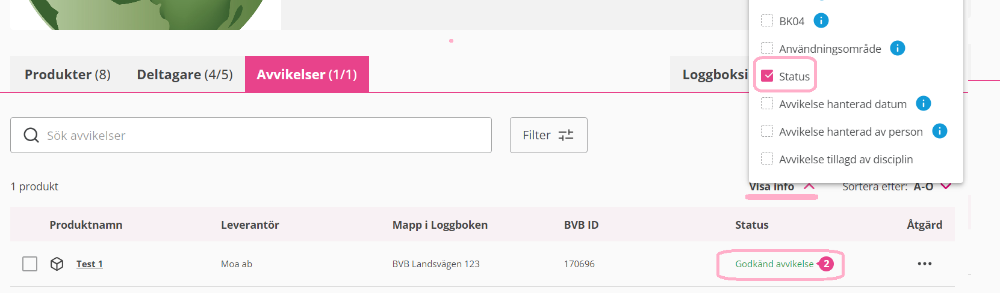 BK04 i
Användningsområde i
Status
Avvikelse hanterad datum i
Avvikelse hanterad av person i
Avvikelse tillagd av disciplin
Produkter (8) Deltagare (4/5) Avvikelser (1/1) Loggboksi
Sök avvikelser Filter
1 produkt Visa info Sortera efter: A-Ö
Produktnamn Leverantör Mapp i Loggboken BVB ID Status Åtgärd
Test 1 Moa ab BVB Landsvägen 123 170696 Godkänd avvikelse 2